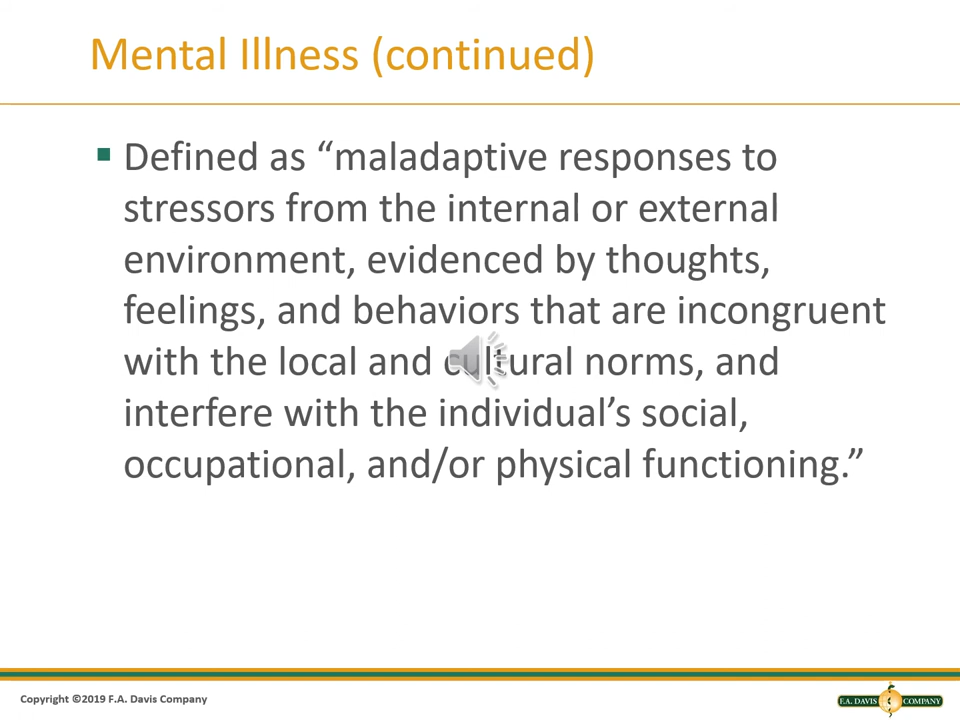 Mental Illness (continued)
▪ Defined as “maladaptive responses to
stressors from the internal or external
environment, evidenced by thoughts,
feelings, and behaviors that are incongruent
with the local and cultural norms, and
interfere with the individual’s social,
occupational, and/or physical functioning.”
Copyright ©2019 F.A. Davis Company
F.A. DAVIS COMPANY